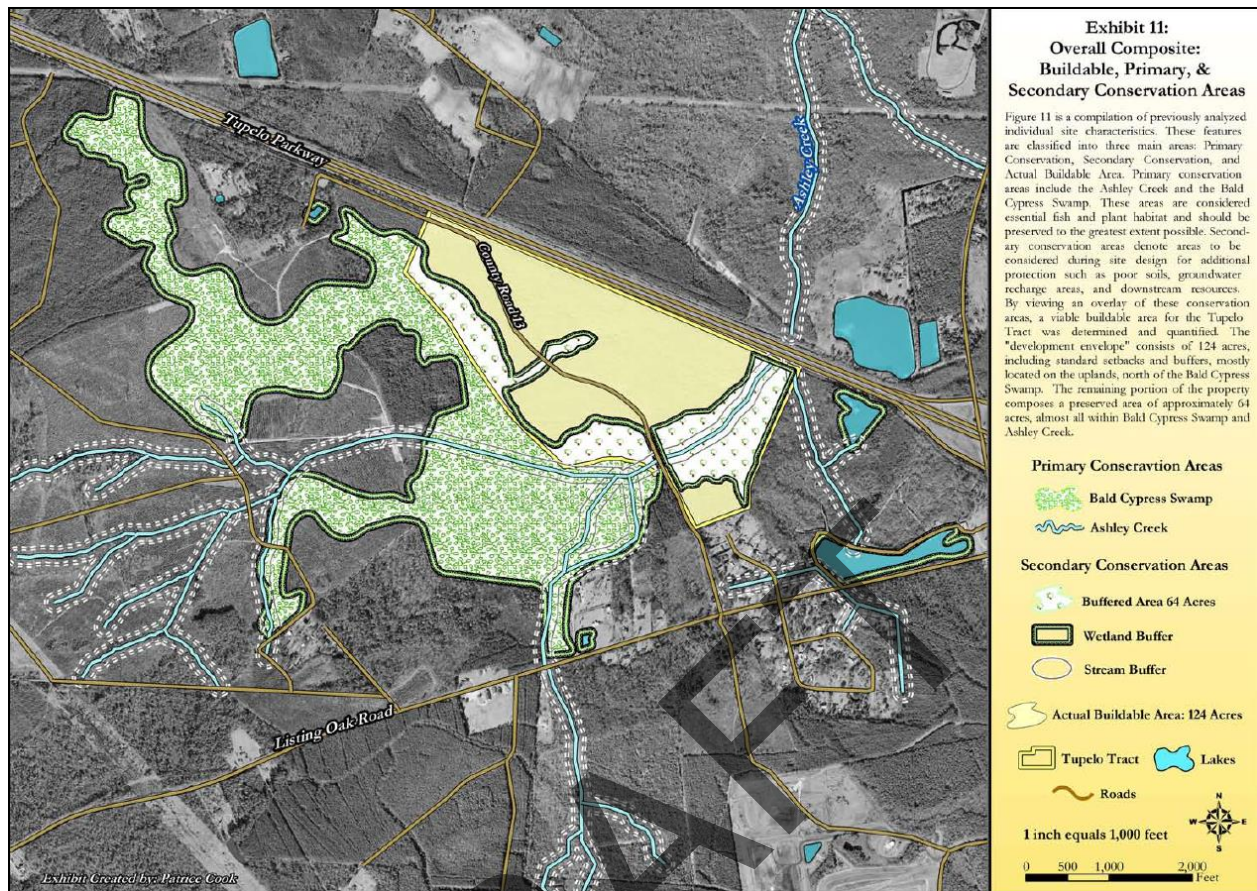 Tupelo Parkway
County Road 13
Ashley Creek
Listing Oak Road
Exhibit Created by: Patrice Cook
Exhibit 11:
Overall Composite:
Buildable, Primary, &
Secondary Conservation Areas
Figure 11 is a compilation of previously analyzed
individual site characteristics. These features
are classified into three main areas: Primary
Conservation, Secondary Conservation, and
Actual Buildable Area. Primary conservation
areas include the Ashley Creek and the Bald
Cypress Swamp. These areas are considered
essential fish and plant habitat and should be
preserved to the greatest extent possible. Second-
ary conservation areas denote areas to be
considered during site design for additional
protection such as poor soils, groundwater
recharge areas, and downstream resources.
By viewing an overlay of these conservation
areas, a viable buildable area for the Tupelo
Tract was determined and quantified. The
"development envelope" consists of 124 acres,
including standard setbacks and buffers, mostly
located on the uplands, north of the Bald Cypress
Swamp. The remaining portion of the property
composes a preserved area of approximately 64
acres, almost all within Bald Cypress Swamp and
Ashley Creek.
Primary Conseravtion Areas
Bald Cypress Swamp
Ashley Creek
Secondary Conservation Areas
Buffered Area 64 Acres
Wetland Buffer
Stream Buffer
Actual Buildable Area: 124 Acres
Tupelo Tract
Lakes
Roads
N
W
E
S
1 inch equals 1,000 feet
0 500 1,000 2,000
Feet